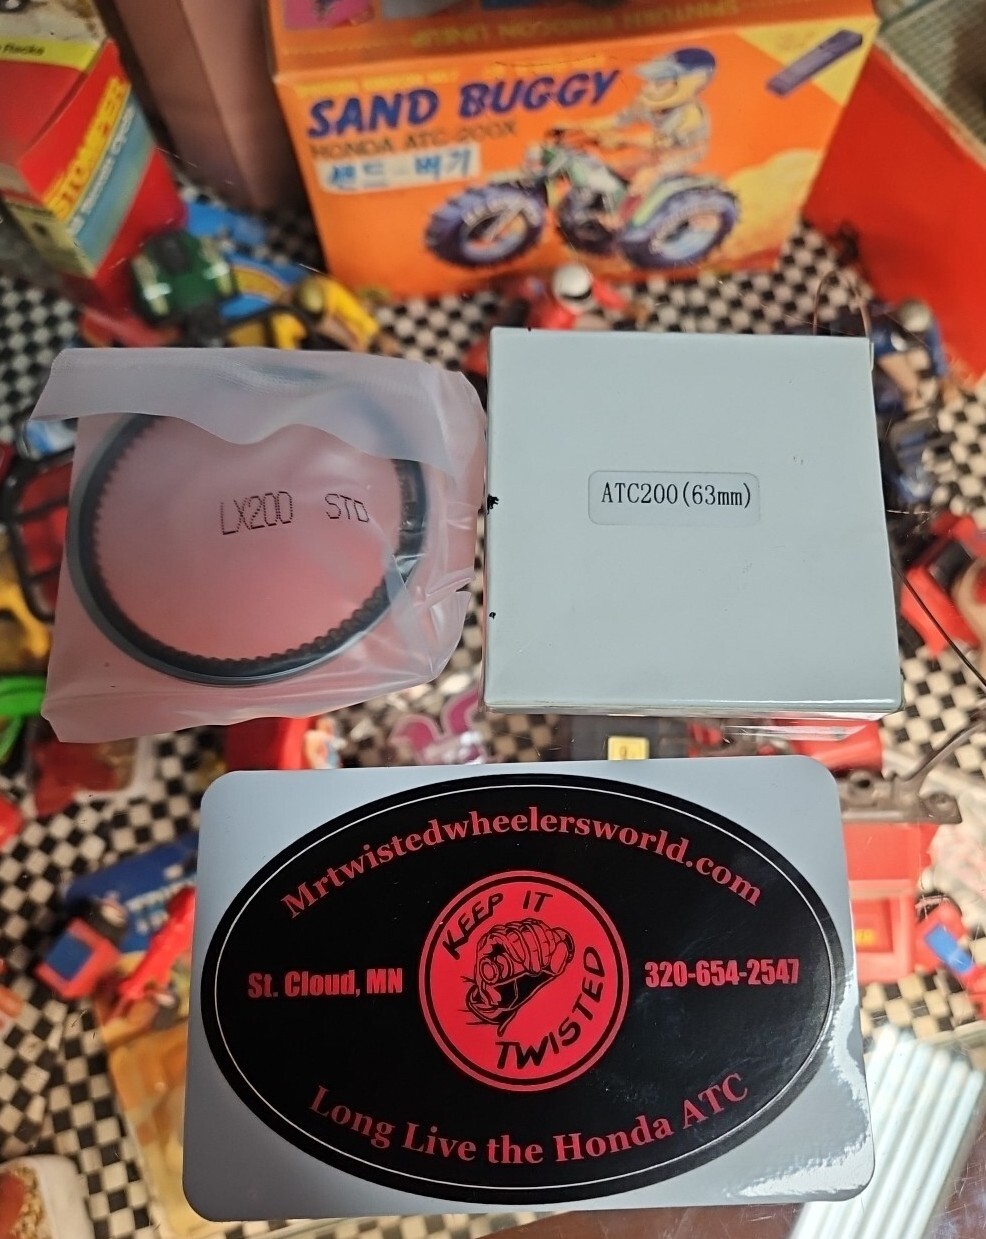 SAND BUGGY
HONDA ATC-200X
샌드-버기
STOMPER
LX200 STD
ATC200(63mm)
Mrtwistedwheelersworld.com
KEEP IT
St. Cloud, MN
320-654-2547
TWISTED
Long Live the Honda ATC